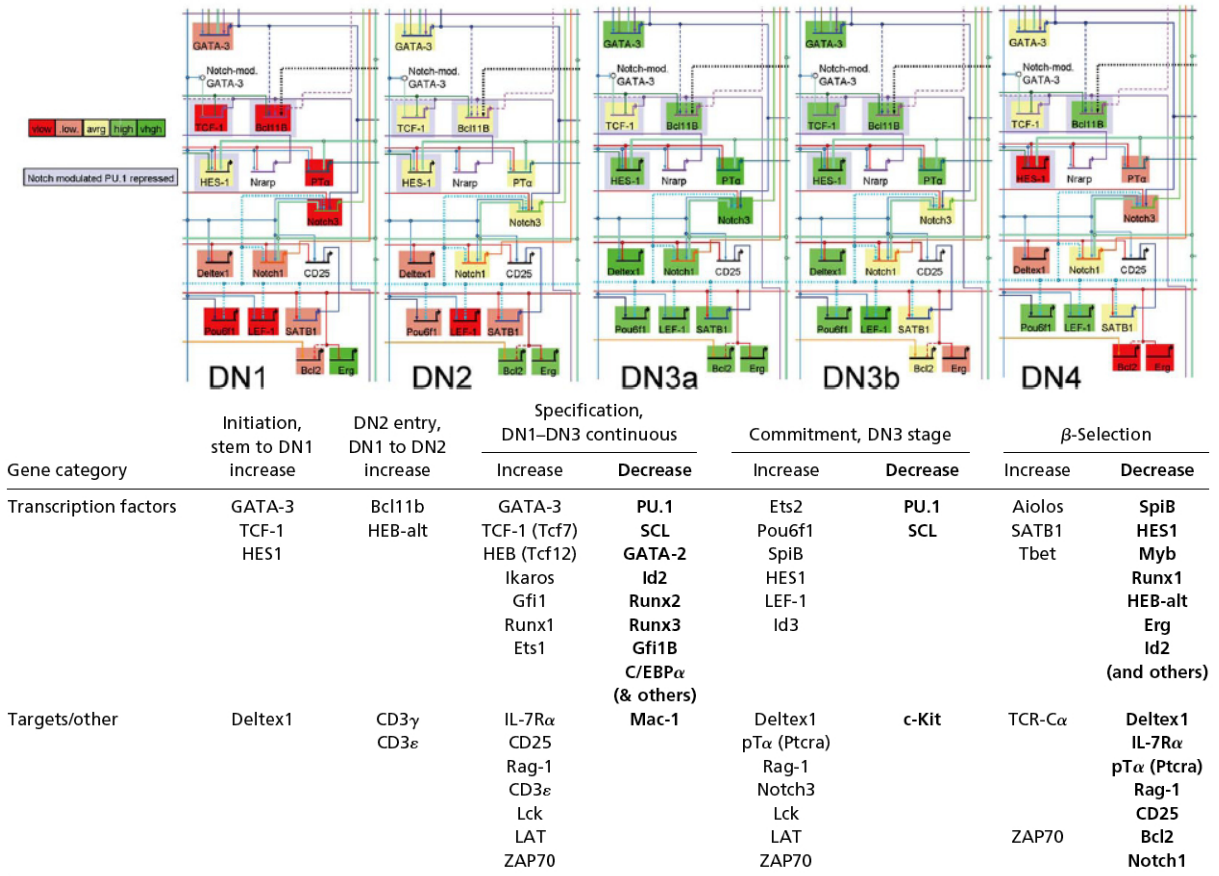 GATA-3
Notch-mod.
GATA-3
TCF-1 Bcl11B
HES-1 Nrarp PTα
Notch3
Deltex1 Notch1 CD25
Pou6f1 LEF-1 SATB1
Bcl2 Erg
DN1
GATA-3
Notch-mod.
GATA-3
TCF-1 Bcl11B
HES-1 Nrarp PTα
Notch3
Deltex1 Notch1 CD25
Pou6f1 LEF-1 SATB1
Bcl2 Erg
DN2
GATA-3
Notch-mod.
GATA-3
TCF-1 Bcl11B
HES-1 Nrarp PTα
Notch3
Deltex1 Notch1 CD25
Pou6f1 LEF-1 SATB1
Bcl2 Erg
DN3a
GATA-3
Notch-mod.
GATA-3
TCF-1 Bcl11B
HES-1 Nrarp PTα
Notch3
Deltex1 Notch1 CD25
Pou6f1 LEF-1 SATB1
Bcl2 Erg
DN3b
GATA-3
Notch-mod.
GATA-3
TCF-1 Bcl11B
HES-1 Nrarp PTα
Notch3
Deltex1 Notch1 CD25
Pou6f1 LEF-1 SATB1
Bcl2 Erg
DN4
vlow .low. avrg high vhgh
Notch modulated PU.1 repressed
Specification,
Initiation, DN2 entry,
stem to DN1 DN1 to DN2 DN1–DN3 continuous Commitment, DN3 stage β-Selection
Gene category increase increase Increase Decrease Increase Decrease Increase Decrease
Transcription factors GATA-3 Bcl11b GATA-3 PU.1 Ets2 PU.1 Aiolos SpiB
TCF-1 HEB-alt TCF-1 (Tcf7) SCL Pou6f1 SCL SATB1 HES1
HES1 HEB (Tcf12) GATA-2 SpiB Tbet Myb
Ikaros Id2 HES1 Runx1
Gfi1 Runx2 LEF-1 HEB-alt
Runx1 Runx3 Id3 Erg
Ets1 Gfi1B Id2
C/EBPα (and others)
(& others)
Targets/other Deltex1 CD3γ IL-7Rα Mac-1 Deltex1 c-Kit TCR-Cα Deltex1
CD3ε CD25 pTα (Ptcra) IL-7Rα
Rag-1 Rag-1 pTα (Ptcra)
CD3ε Notch3 Rag-1
Lck Lck CD25
LAT LAT ZAP70 Bcl2
ZAP70 ZAP70 Notch1